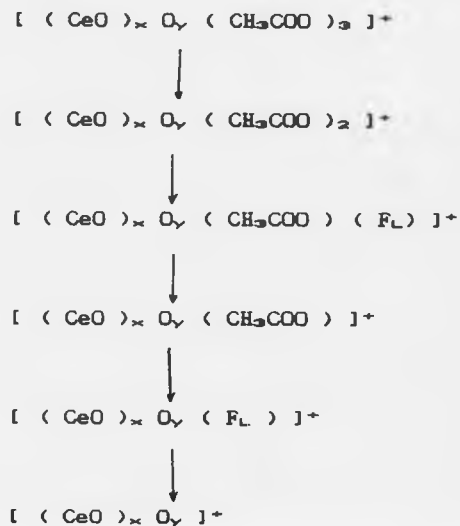 [ ( CeO )ₓ Oᵧ ( CH₃COO )₃ ]⁺
[ ( CeO )ₓ Oᵧ ( CH₃COO )₂ ]⁺
[ ( CeO )ₓ Oᵧ ( CH₃COO ) ( F_L) ]⁺
[ ( CeO )ₓ Oᵧ ( CH₃COO ) ]⁺
[ ( CeO )ₓ Oᵧ ( F_L ) ]⁺
[ ( CeO )ₓ Oᵧ ]⁺